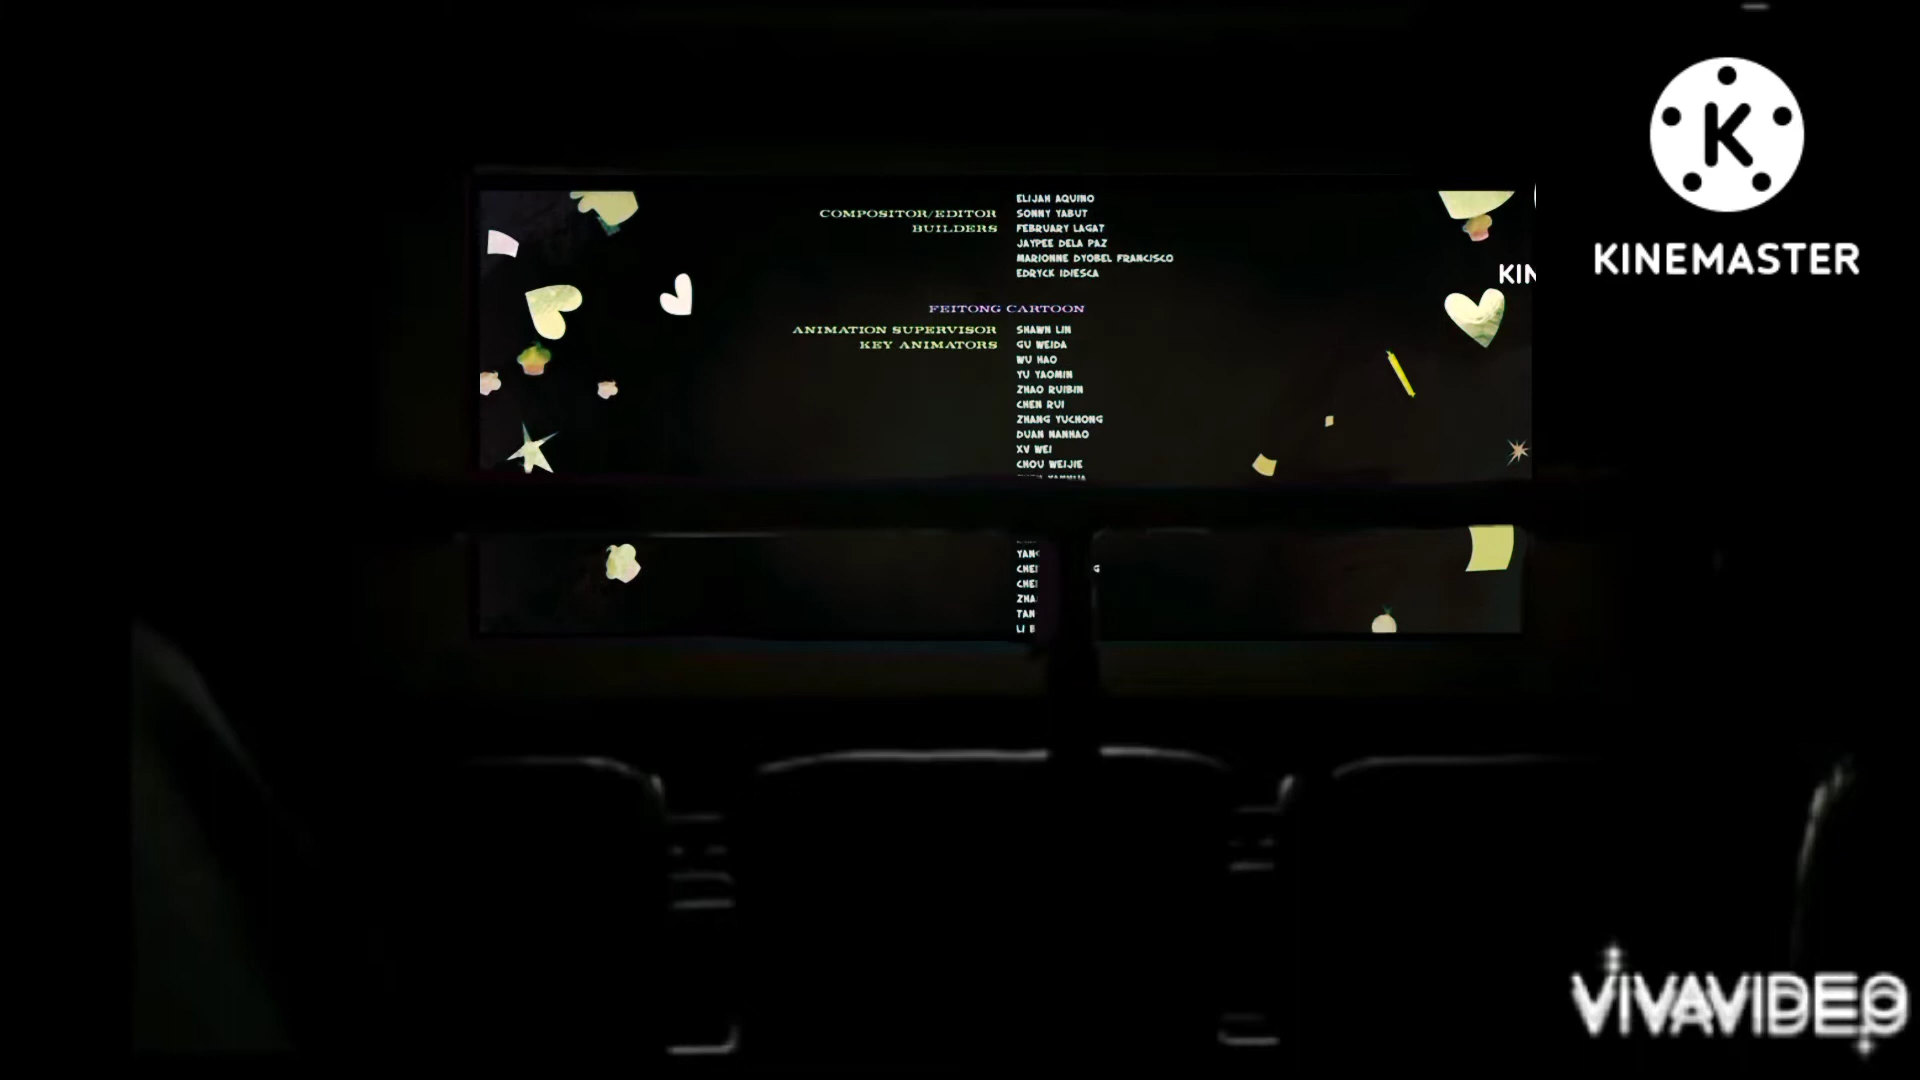 ELIJAH AQUINO
COMPOSITOR/EDITOR SONNY YABUT
BUILDERS FEBRUARY LAGAT
JAYPEE DELA PAZ
MARIONNE DYOBEL FRANCISCO
EDRYCK IDIESCA
FEITONG CARTOON
ANIMATION SUPERVISOR SHAWN LIN
KEY ANIMATORS GU WEIDA
WU HAO
YU YAOMIN
ZHAO RUIBIN
CHEN RUI
ZHANG YUCHONG
DUAN NANHAO
XV WEI
CHOU WEIJIE
LI
K
KINEMASTER
KIN
VIVAVIDEO